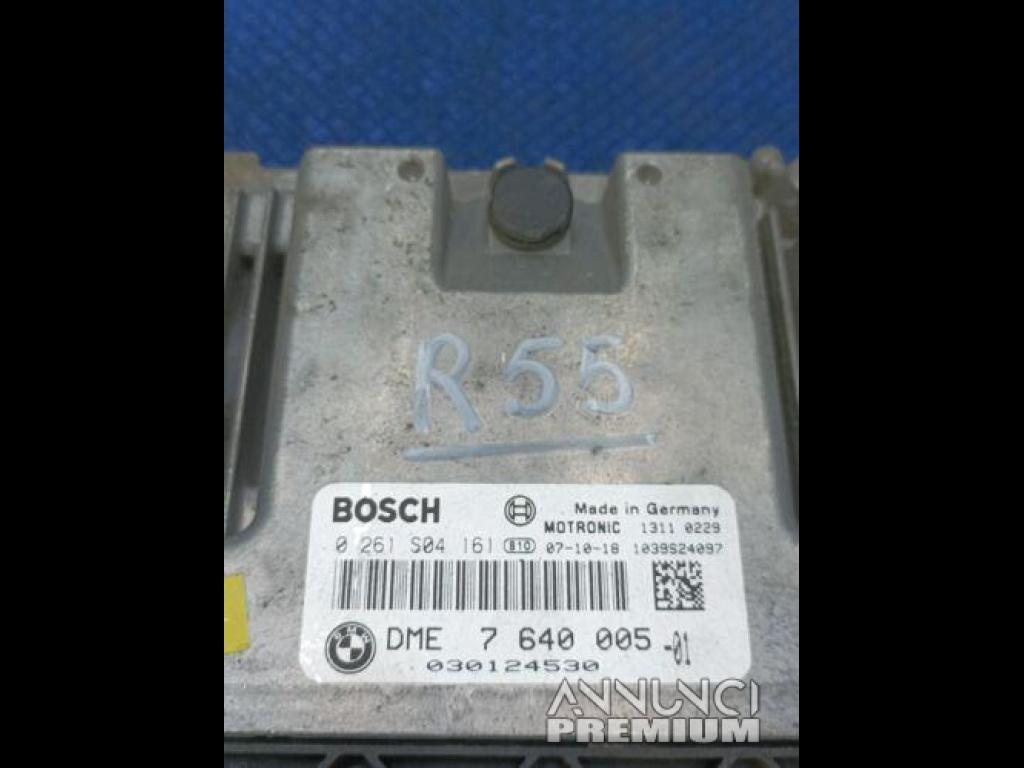 R55
BOSCH
Made in Germany
MOTRONIC 1311 0229
0 261 S04 161 B10 07-10-18 1039S24097
DME 7 640 005 -01
030124530
ANNUNCI
PREMIUM